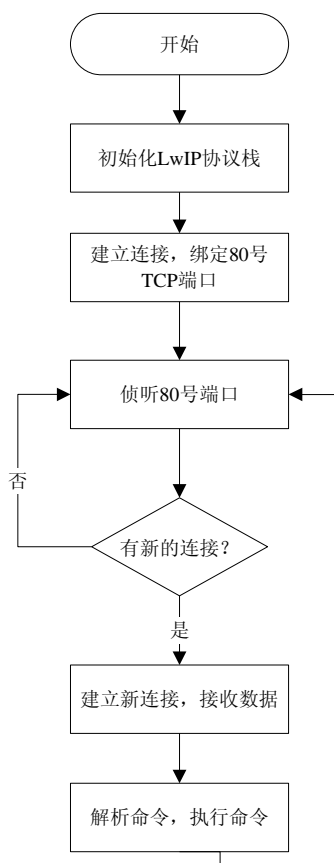 开始
初始化LwIP协议栈
建立连接，绑定80号
TCP端口
侦听80号端口
否
有新的连接？
是
建立新连接，接收数据
解析命令，执行命令